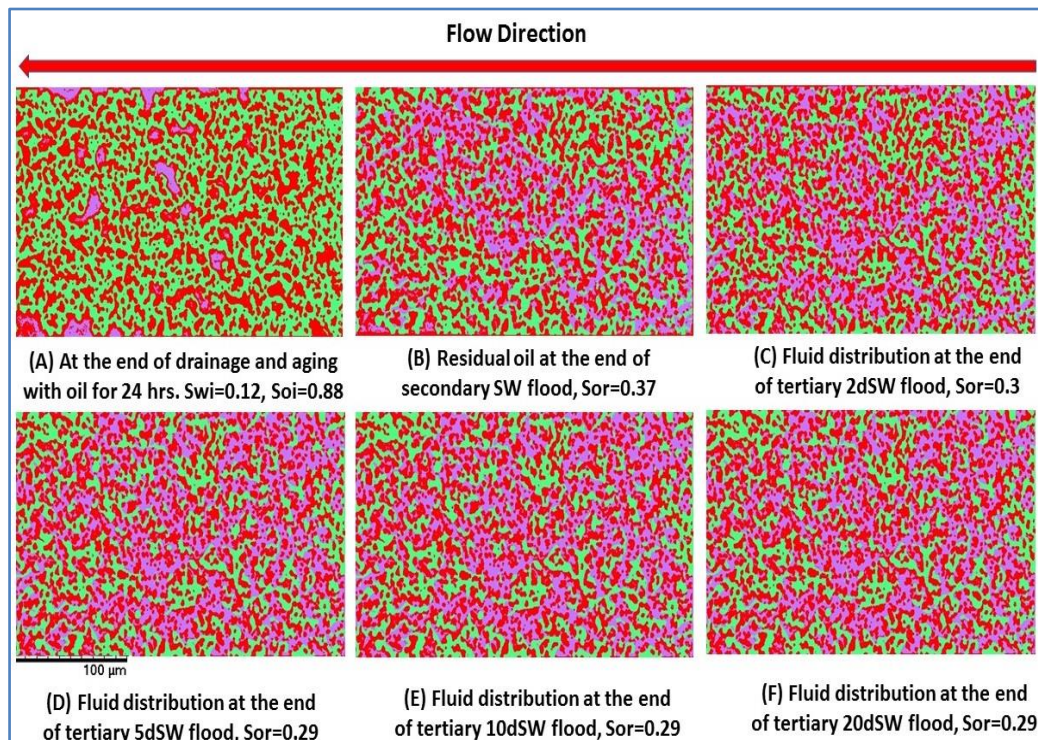 Flow Direction
(A) At the end of drainage and aging
with oil for 24 hrs. Swi=0.12, Soi=0.88
(B) Residual oil at the end of
secondary SW flood, Sor=0.37
(C) Fluid distribution at the end
of tertiary 2dSW flood, Sor=0.3
100 µm
(D) Fluid distribution at the end
of tertiary 5dSW flood, Sor=0.29
(E) Fluid distribution at the end
of tertiary 10dSW flood, Sor=0.29
(F) Fluid distribution at the end
of tertiary 20dSW flood, Sor=0.29